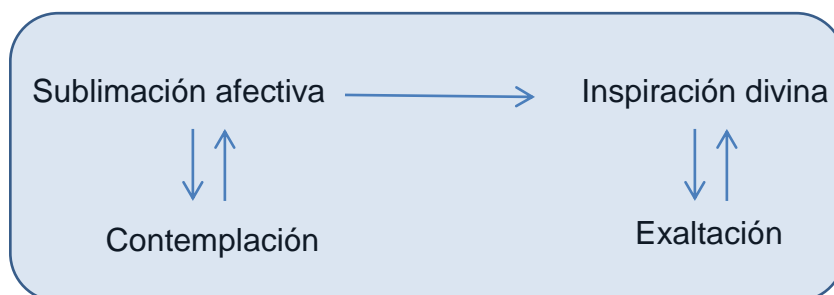 Sublimación afectiva
Inspiración divina
Contemplación
Exaltación